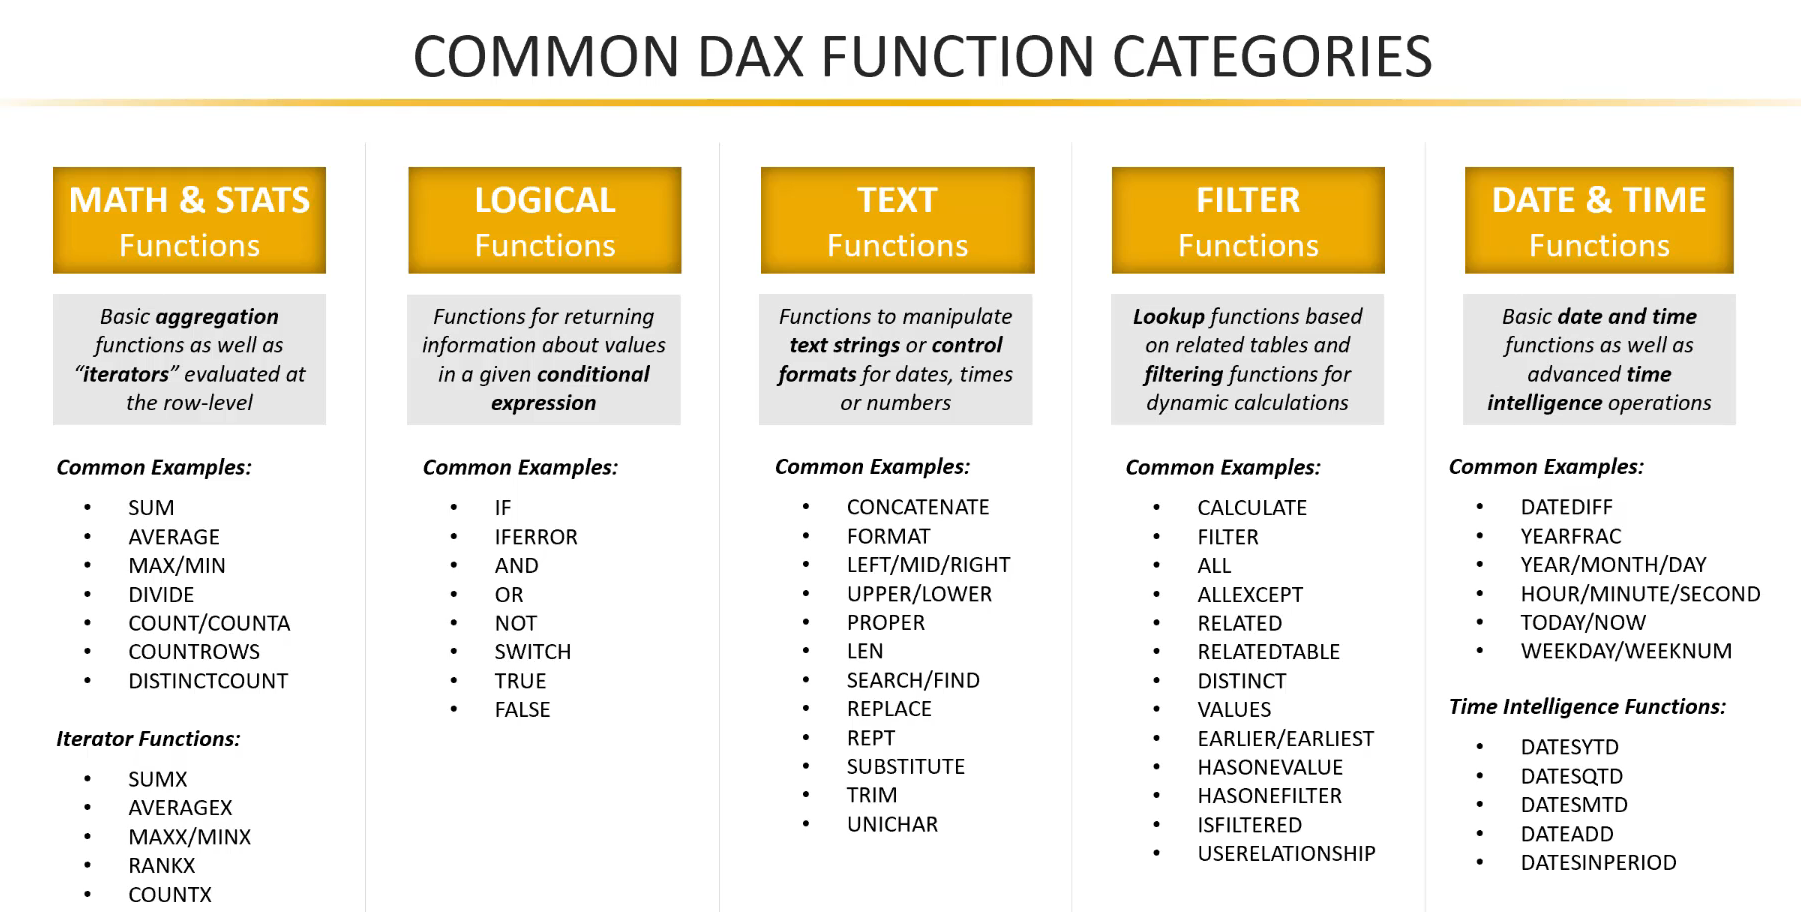 COMMON DAX FUNCTION CATEGORIES
MATH & STATS
Functions
Basic aggregation
functions as well as
“iterators” evaluated at
the row-level
Common Examples:
• SUM
• AVERAGE
• MAX/MIN
• DIVIDE
• COUNT/COUNTA
• COUNTROWS
• DISTINCTCOUNT
Iterator Functions:
• SUMX
• AVERAGEX
• MAXX/MINX
• RANKX
• COUNTX
LOGICAL
Functions
Functions for returning
information about values
in a given conditional
expression
Common Examples:
• IF
• IFERROR
• AND
• OR
• NOT
• SWITCH
• TRUE
• FALSE
TEXT
Functions
Functions to manipulate
text strings or control
formats for dates, times
or numbers
Common Examples:
• CONCATENATE
• FORMAT
• LEFT/MID/RIGHT
• UPPER/LOWER
• PROPER
• LEN
• SEARCH/FIND
• REPLACE
• REPT
• SUBSTITUTE
• TRIM
• UNICHAR
FILTER
Functions
Lookup functions based
on related tables and
filtering functions for
dynamic calculations
Common Examples:
• CALCULATE
• FILTER
• ALL
• ALLEXCEPT
• RELATED
• RELATEDTABLE
• DISTINCT
• VALUES
• EARLIER/EARLIEST
• HASONEVALUE
• HASONEFILTER
• ISFILTERED
• USERELATIONSHIP
DATE & TIME
Functions
Basic date and time
functions as well as
advanced time
intelligence operations
Common Examples:
• DATEDIFF
• YEARFRAC
• YEAR/MONTH/DAY
• HOUR/MINUTE/SECOND
• TODAY/NOW
• WEEKDAY/WEEKNUM
Time Intelligence Functions:
• DATESYTD
• DATESQTD
• DATESMTD
• DATEADD
• DATESINPERIOD